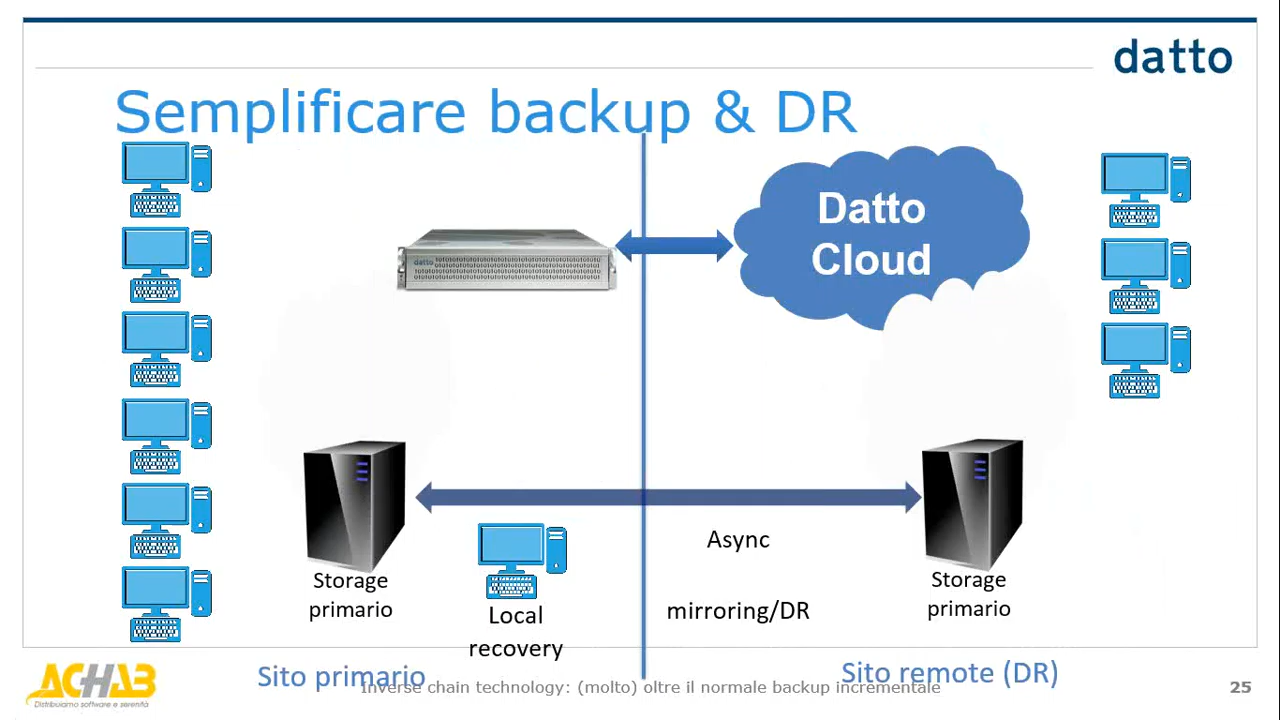 datto
Semplificare backup & DR
Datto
Cloud
datto
Async
mirroring/DR
Storage
primario
Local
recovery
Storage
primario
Sito primario
Sito remote (DR)
Inverse chain technology: (molto) oltre il normale backup incrementale
25
ACHAB
Distribuiamo software e serenità